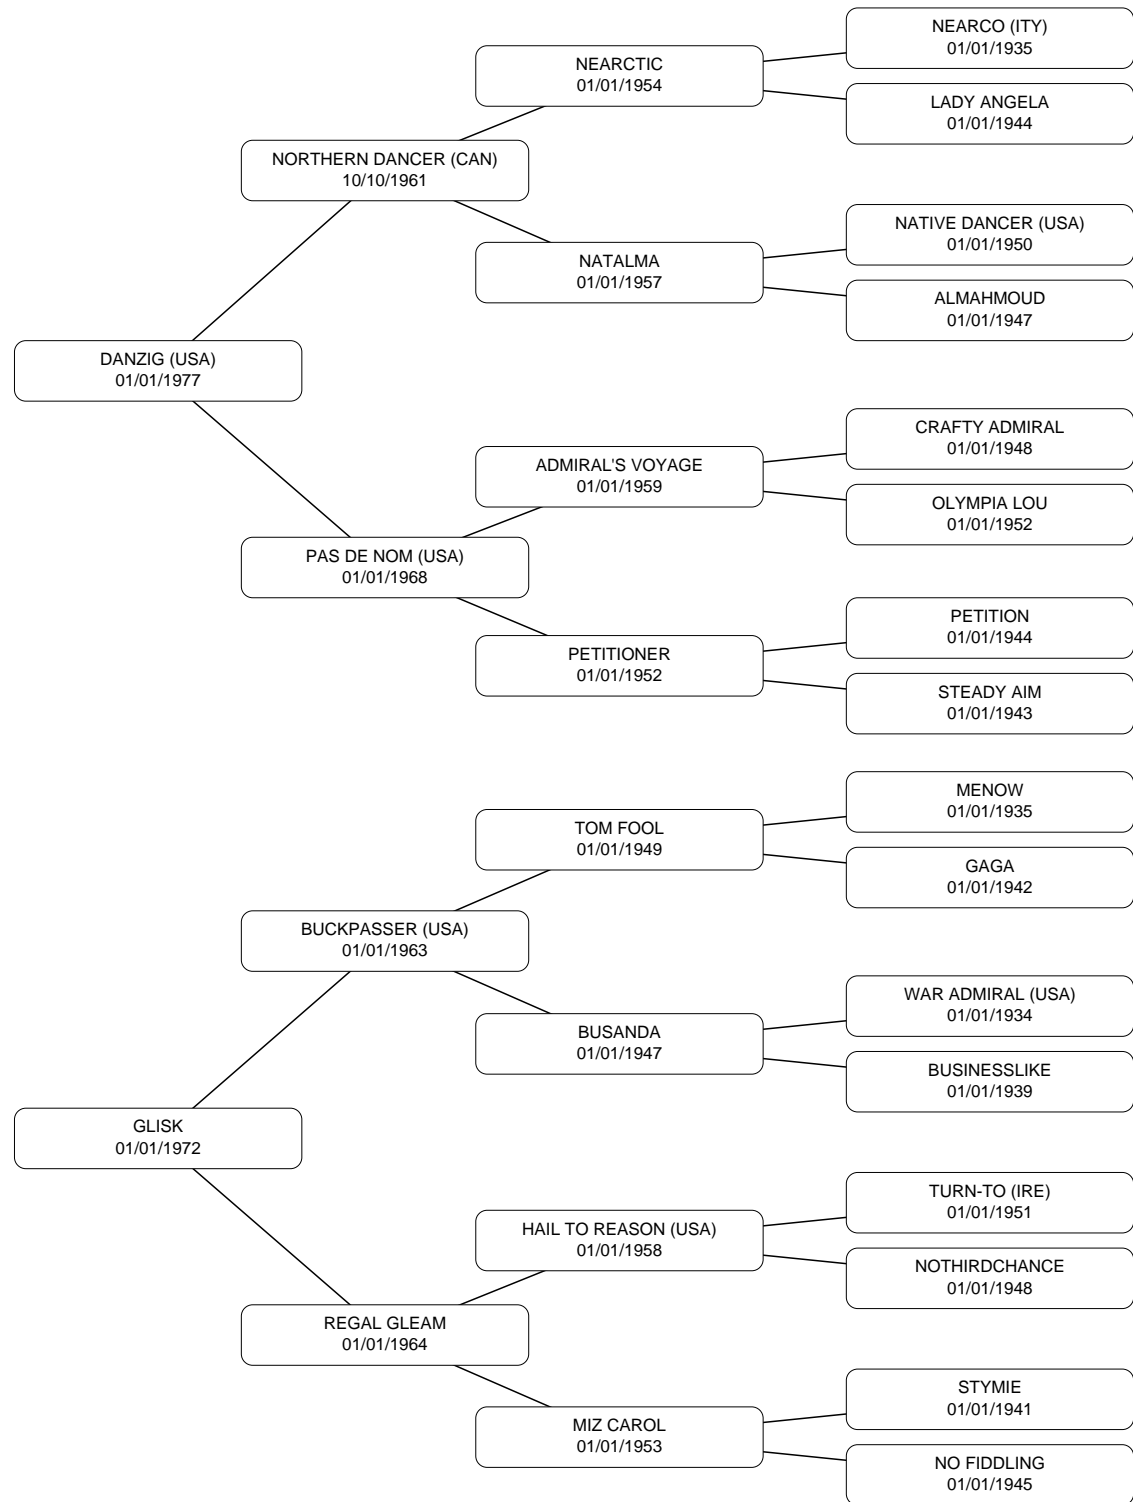 NEARCO (ITY)
01/01/1935
NEARCTIC
01/01/1954
LADY ANGELA
01/01/1944
NORTHERN DANCER (CAN)
10/10/1961
NATIVE DANCER (USA)
01/01/1950
NATALMA
01/01/1957
ALMAHMOUD
01/01/1947
DANZIG (USA)
01/01/1977
CRAFTY ADMIRAL
01/01/1948
ADMIRAL'S VOYAGE
01/01/1959
OLYMPIA LOU
01/01/1952
PAS DE NOM (USA)
01/01/1968
PETITION
01/01/1944
PETITIONER
01/01/1952
STEADY AIM
01/01/1943
MENOW
01/01/1935
TOM FOOL
01/01/1949
GAGA
01/01/1942
BUCKPASSER (USA)
01/01/1963
WAR ADMIRAL (USA)
01/01/1934
BUSANDA
01/01/1947
BUSINESSLIKE
01/01/1939
GLISK
01/01/1972
TURN-TO (IRE)
01/01/1951
HAIL TO REASON (USA)
01/01/1958
NOTHIRDCHANCE
01/01/1948
REGAL GLEAM
01/01/1964
STYMIE
01/01/1941
MIZ CAROL
01/01/1953
NO FIDDLING
01/01/1945